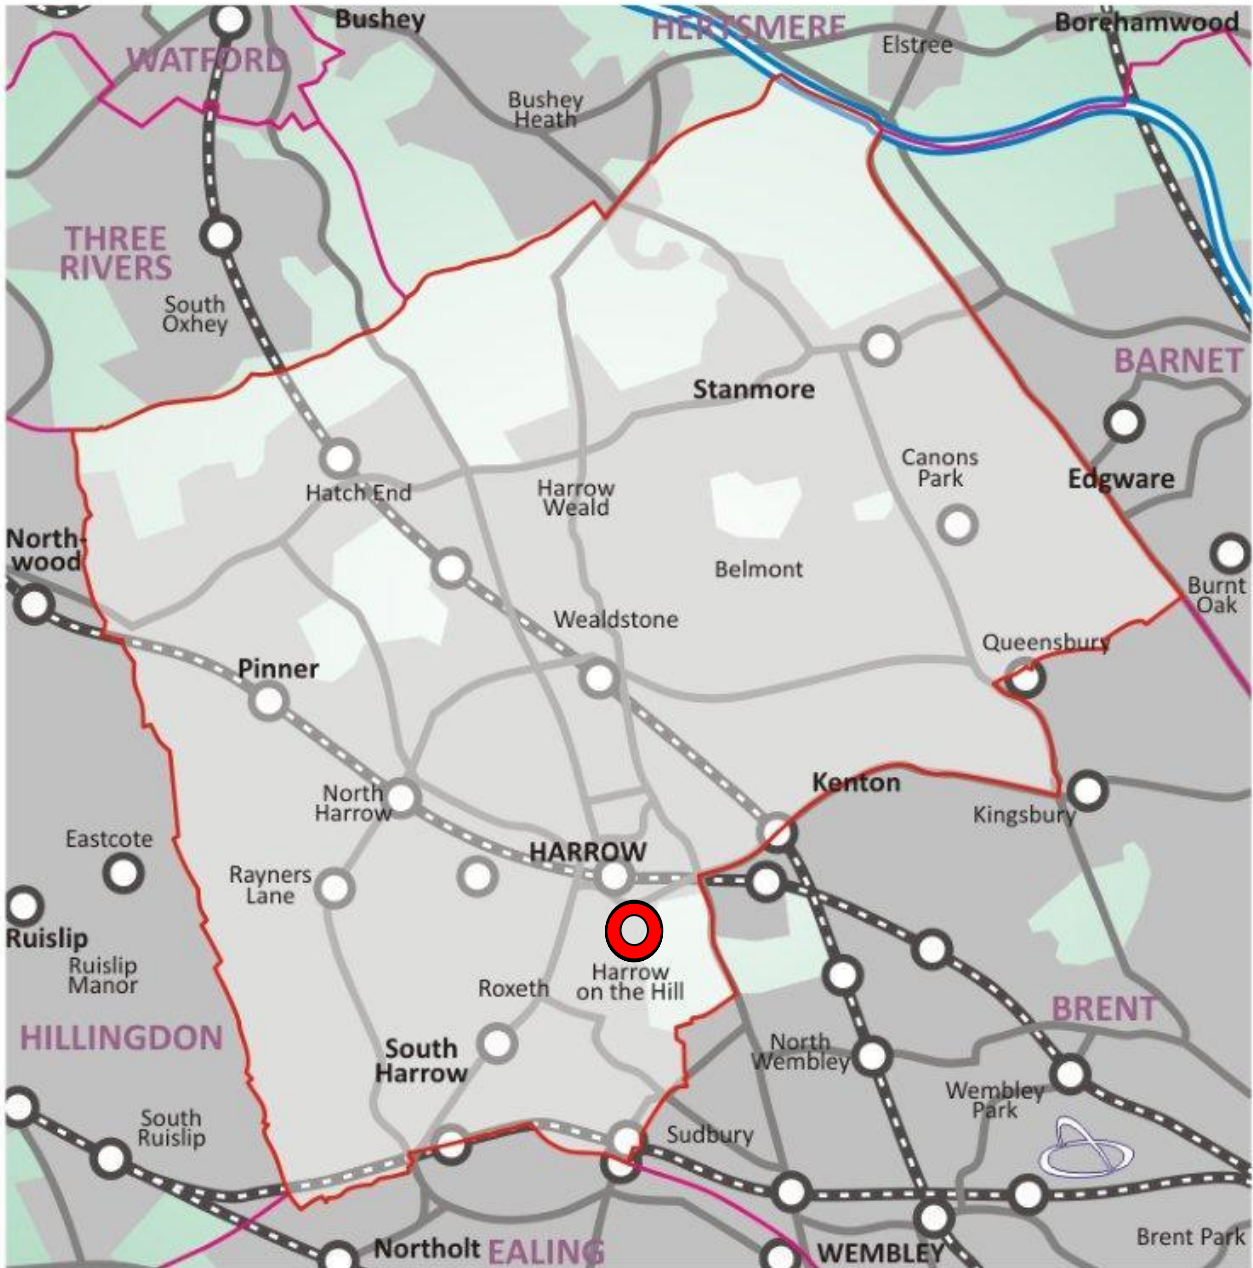 Bushey
HERTSMERE
Borehamwood
WATFORD
Elstree
Bushey
Heath
THREE
RIVERS
South
Oxhey
BARNET
Stanmore
Canons
Park
Edgware
Hatch End
Harrow
Weald
North-
wood
Belmont
Burnt
Oak
Wealdstone
Queensbury
Pinner
Kenton
North
Harrow
Kingsbury
Eastcote
HARROW
Rayners
Lane
Ruislip
Ruislip
Manor
Harrow
on the Hill
Roxeth
BRENT
HILLINGDON
South
Harrow
North
Wembley
Wembley
Park
South
Ruislip
Sudbury
Brent Park
Northolt
EALING
WEMBLEY